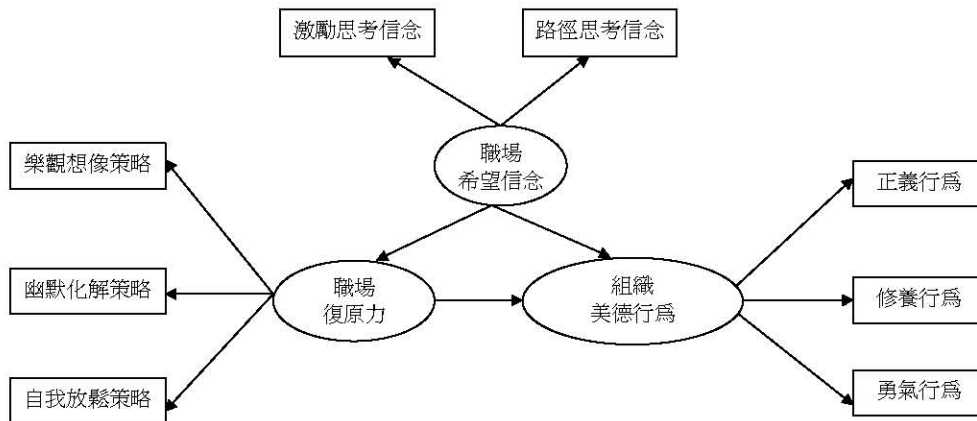 激勵思考信念
路徑思考信念
職場
希望信念
樂觀想像策略
正義行爲
幽默化解策略
職場
復原力
組織
美德行爲
修養行爲
自我放鬆策略
勇氣行爲